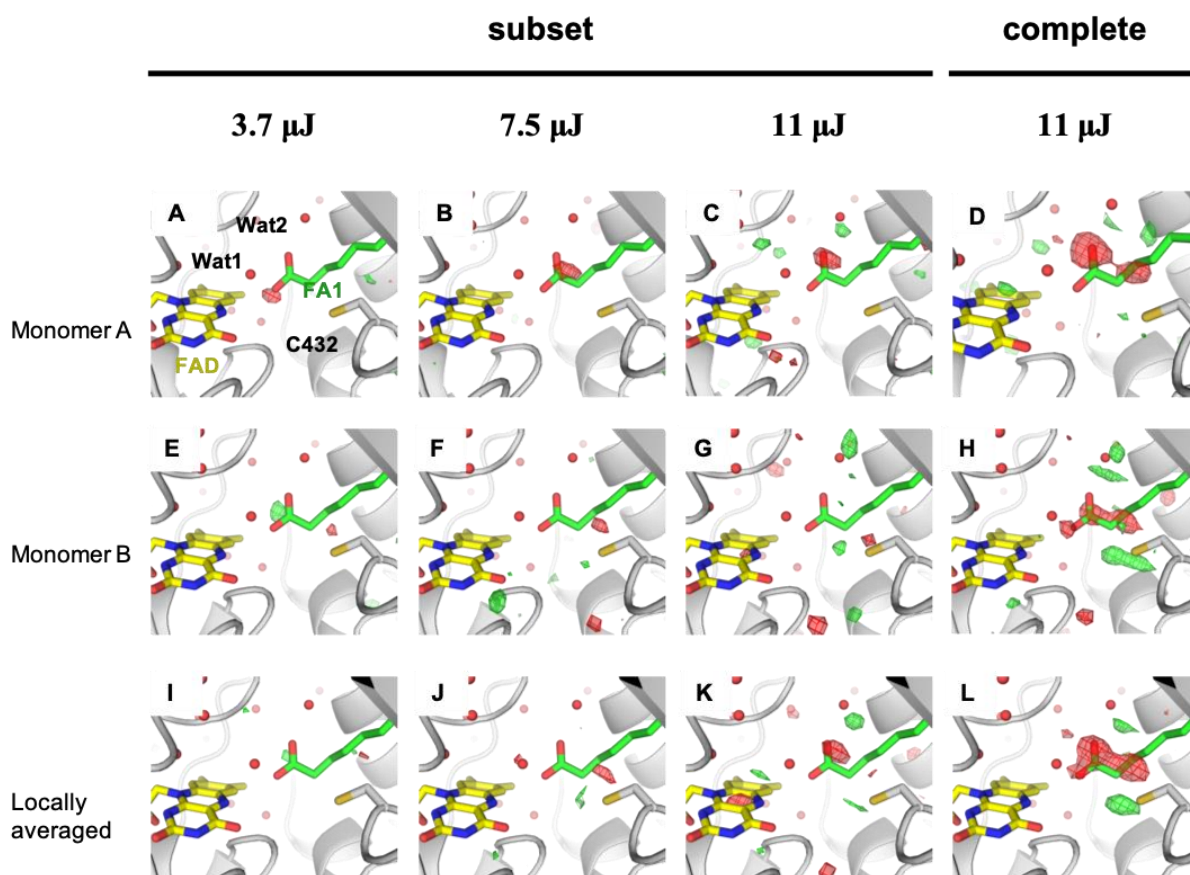 subset complete
3.7 µJ 7.5 µJ 11 µJ 11 µJ
A B C D
Wat2
Wat1
FA1
Monomer A
C432
FAD
E F G H
Monomer B
I J K L
Locally
averaged